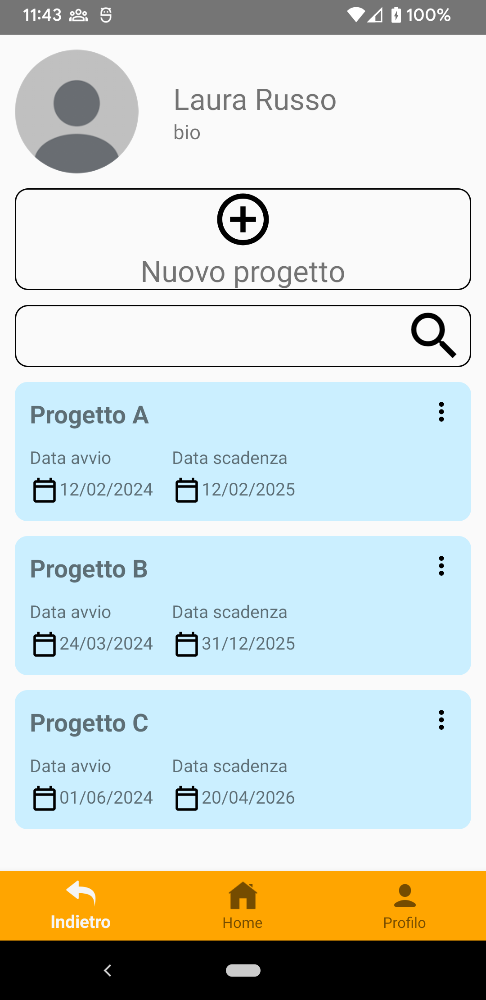 11:43 100%
Laura Russo
bio
Nuovo progetto
Progetto A
Data avvio Data scadenza
12/02/2024 12/02/2025
Progetto B
Data avvio Data scadenza
24/03/2024 31/12/2025
Progetto C
Data avvio Data scadenza
01/06/2024 20/04/2026
Indietro Home Profilo